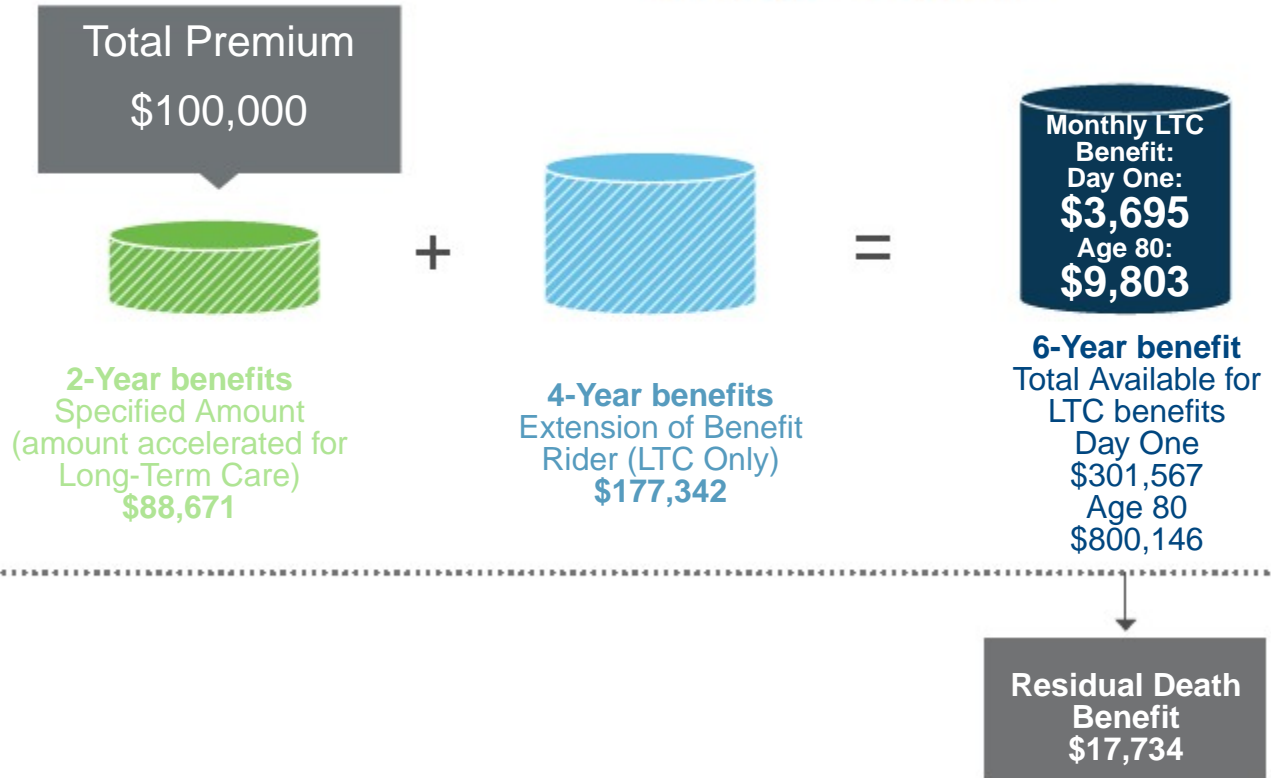 Total Premium
$100,000
+
=
Monthly LTC
Benefit:
Day One:
$3,695
Age 80:
$9,803
2-Year benefits
Specified Amount
(amount accelerated for
Long-Term Care)
$88,671
4-Year benefits
Extension of Benefit
Rider (LTC Only)
$177,342
6-Year benefit
Total Available for
LTC benefits
Day One
$301,567
Age 80
$800,146
Residual Death
Benefit
$17,734